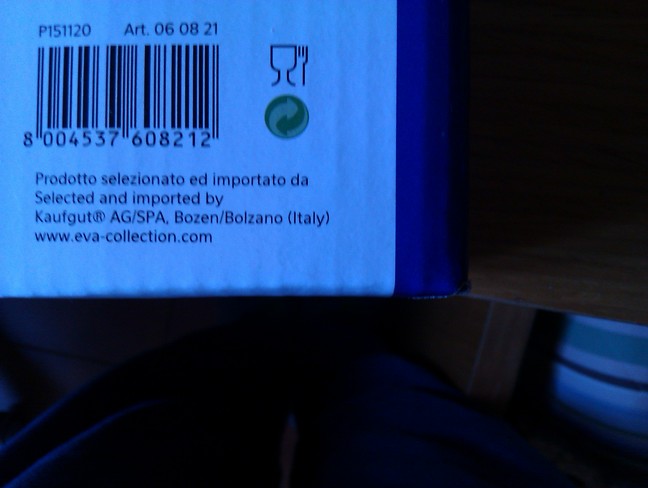 P151120 Art. 06 08 21
8 004537 608212
Prodotto selezionato ed importato da
Selected and imported by
Kaufgut® AG/SPA, Bozen/Bolzano (Italy)
www.eva-collection.com